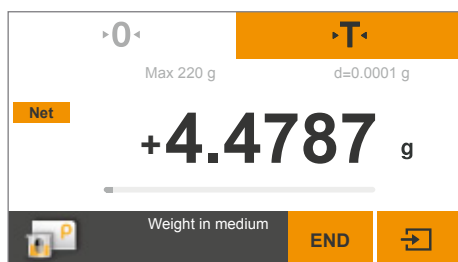 0 T
Max 220 g d=0.0001 g
Net
+4.4787 g
Weight in medium
ρ END